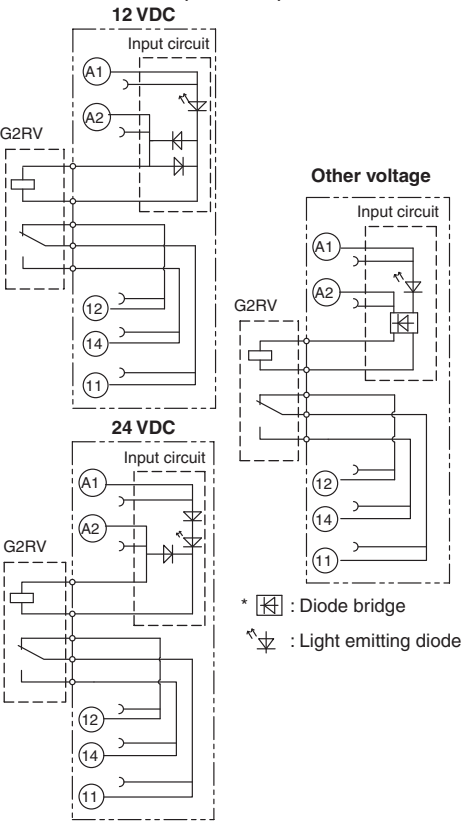 12 VDC
Input circuit
A1
A2
G2RV
12
14
11
Other voltage
Input circuit
A1
A2
G2RV
12
14
11
24 VDC
Input circuit
A1
A2
G2RV
12
14
11
* : Diode bridge
: Light emitting diode